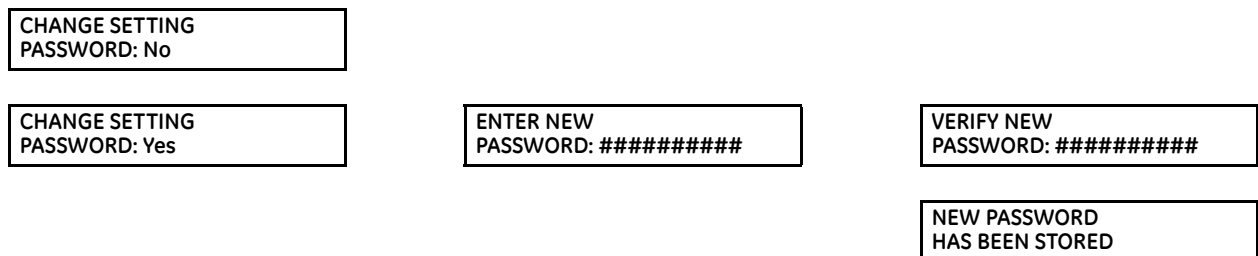 CHANGE SETTING
PASSWORD: No
CHANGE SETTING
PASSWORD: Yes
ENTER NEW
PASSWORD: ##########
VERIFY NEW
PASSWORD: ##########
NEW PASSWORD
HAS BEEN STORED